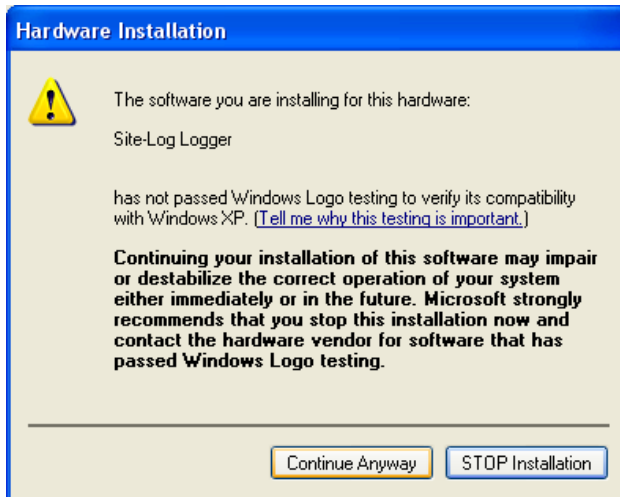 Hardware Installation
The software you are installing for this hardware:
Site-Log Logger
has not passed Windows Logo testing to verify its compatibility
with Windows XP. (Tell me why this testing is important.)
Continuing your installation of this software may impair
or destabilize the correct operation of your system
either immediately or in the future. Microsoft strongly
recommends that you stop this installation now and
contact the hardware vendor for software that has
passed Windows Logo testing.
Continue Anyway
STOP Installation